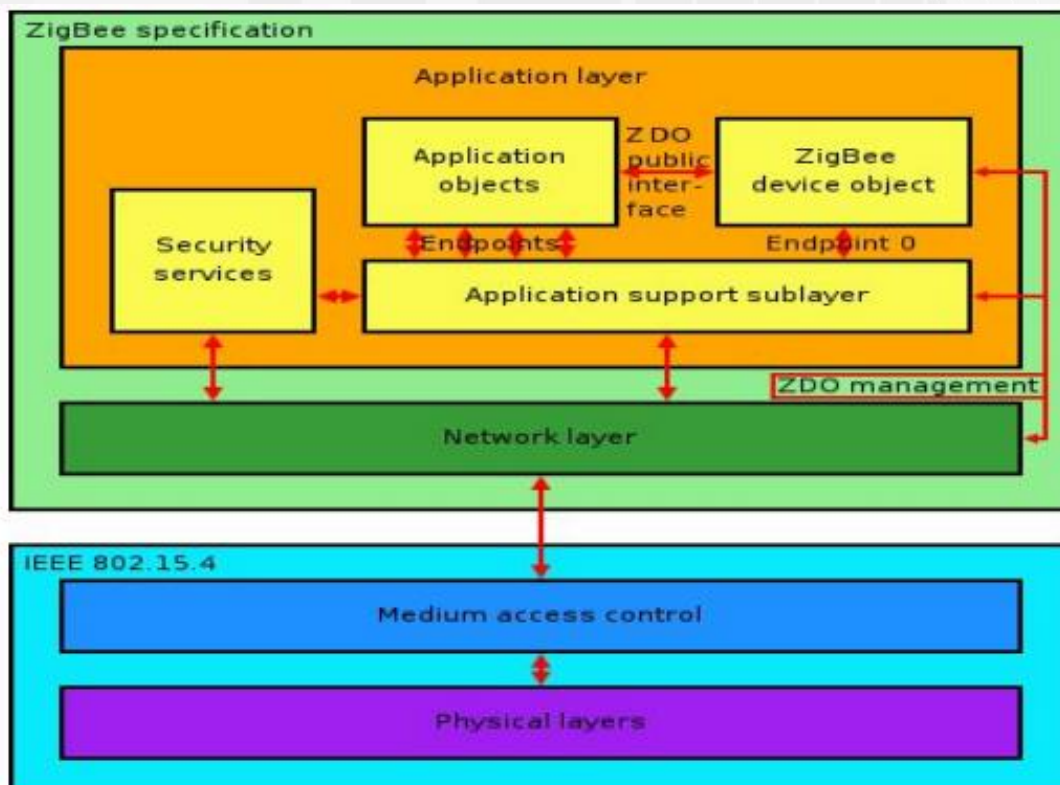 ZigBee specification
Application layer
Application
objects
ZDO
public
inter-
face
ZigBee
device object
Security
services
Endpoints
Endpoint 0
Application support sublayer
ZDO management
Network layer
IEEE 802.15.4
Medium access control
Physical layers